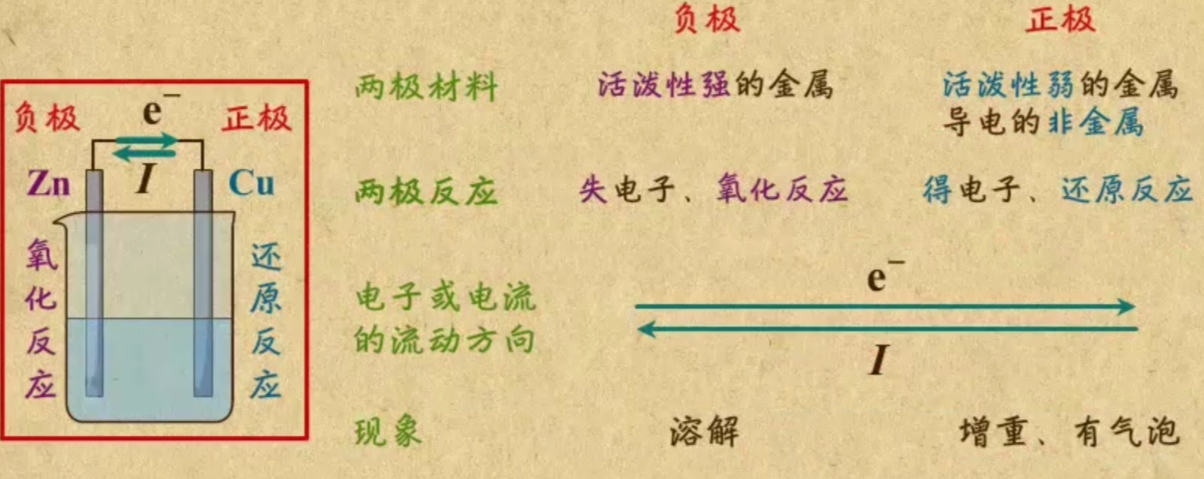 负极
正极
两极材料
活泼性强的金属
活泼性弱的金属
导电的非金属
负极
e⁻
正极
Zn
I
Cu
两极反应
失电子、氧化反应
得电子、还原反应
氧化反应
还原反应
电子或电流
的流动方向
e⁻
I
现象
溶解
增重、有气泡